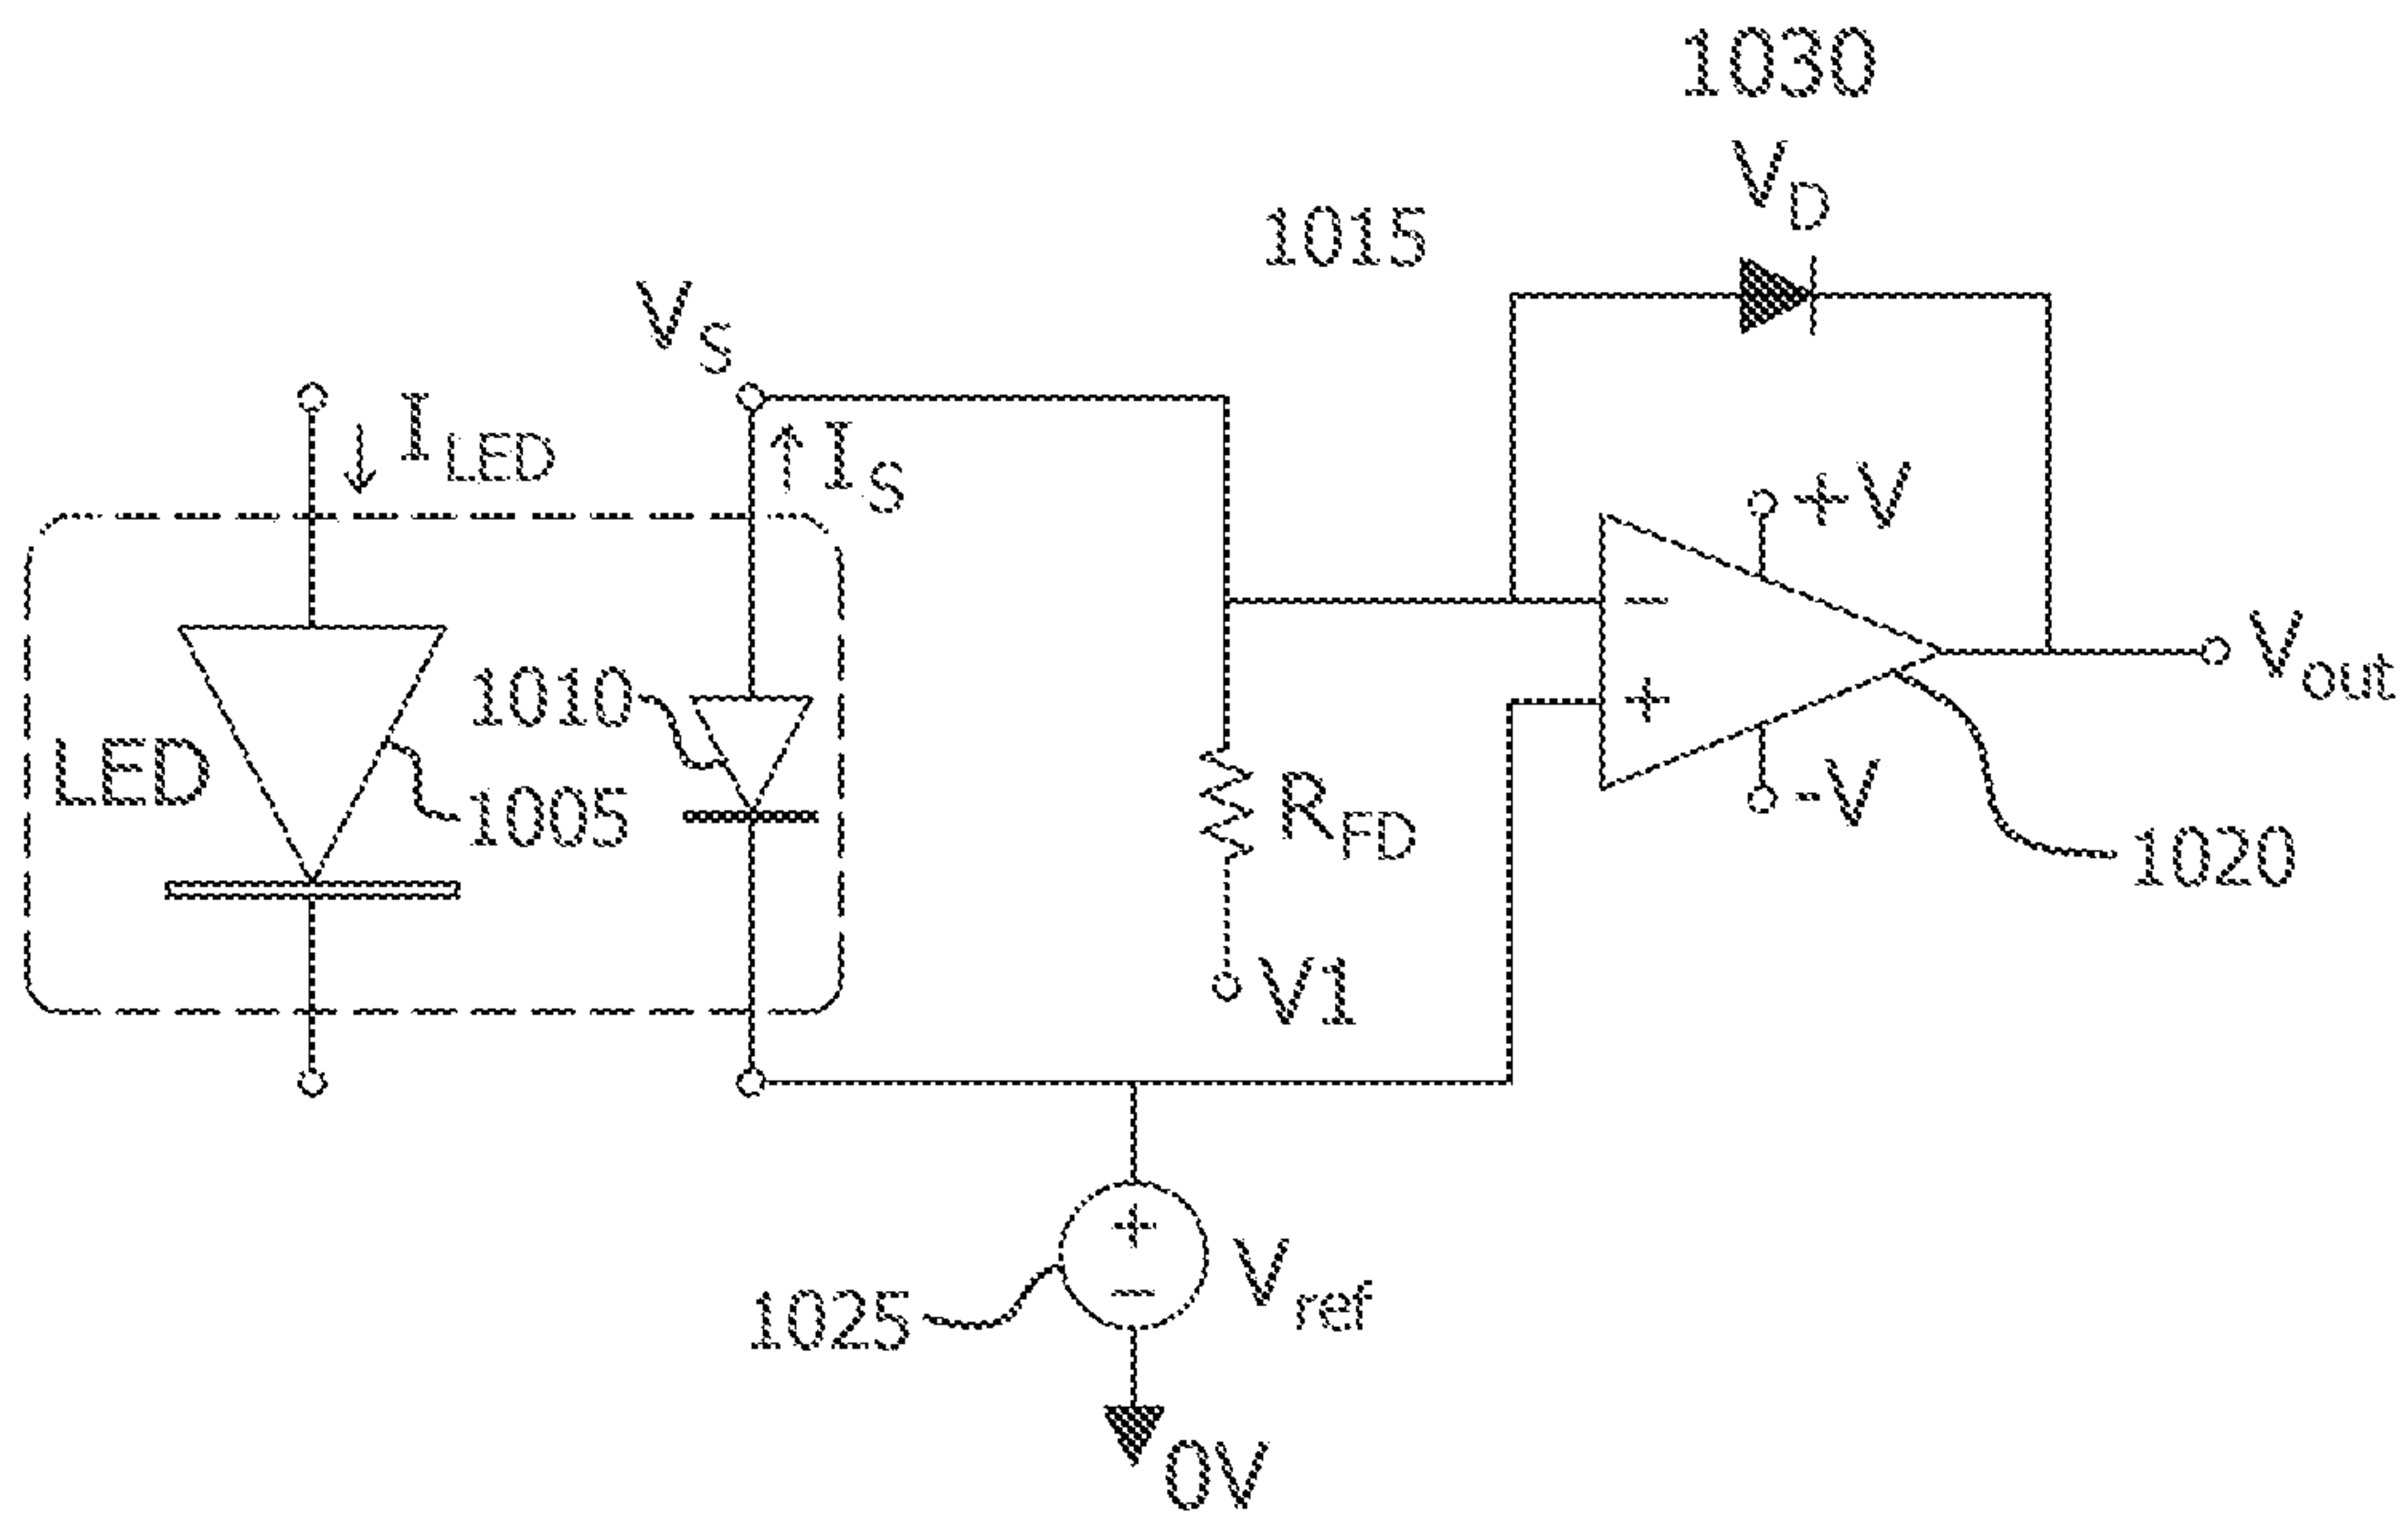 1030
V_D
1015
V_S
I_LED
I_S
+V
-
V_out
1010
+
LED
1005
R_FD
-V
1020
V1
+
V_ref
1025
-
0V